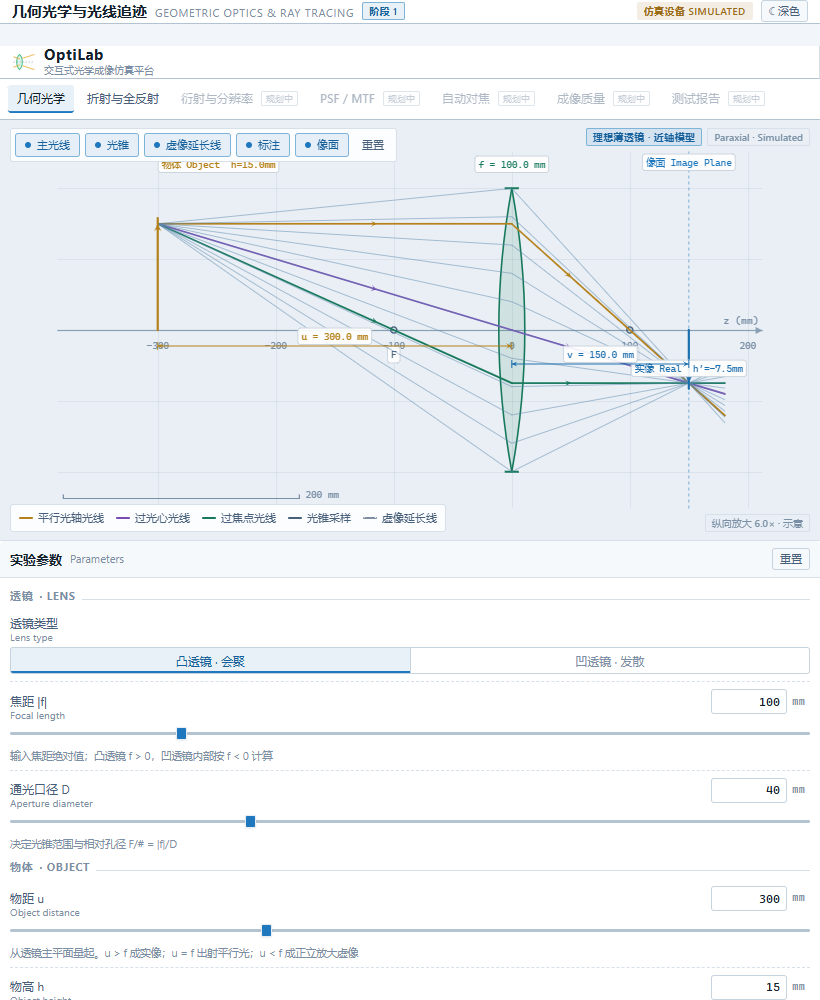 几何光学与光线追迹 GEOMETRIC OPTICS & RAY TRACING 阶段 1 仿真设备 SIMULATED ☾ 深色
OptiLab
交互式光学成像仿真平台
几何光学 折射与全反射 衍射与分辨率 规划中 PSF / MTF 规划中 自动对焦 规划中 成像质量 规划中 测试报告 规划中
主光线 光锥 虚像延长线 标注 像面 重置 理想薄透镜 · 近轴模型 Paraxial · Simulated
物体 Object h=15.0mm f = 100.0 mm 像面 Image Plane
z (mm)
-300 u = 300.0 mm -200 -100 0 100 200
F v = 150.0 mm
实像 Real h'=-7.5mm
200 mm
平行光轴光线 过光心光线 过焦点光线 光锥采样 虚像延长线 纵向放大 6.0× · 示意
实验参数 Parameters 重置
透镜 · LENS
透镜类型
Lens type
凸透镜 · 会聚 凹透镜 · 发散
焦距 |f| 100 mm
Focal length
输入焦距绝对值；凸透镜 f > 0，凹透镜内部按 f < 0 计算
通光口径 D 40 mm
Aperture diameter
决定光锥范围与相对孔径 F/# = |f|/D
物体 · OBJECT
物距 u 300 mm
Object distance
从透镜主平面量起。u > f 成实像；u = f 出射平行光；u < f 成正立放大虚像
物高 h 15 mm
Object height